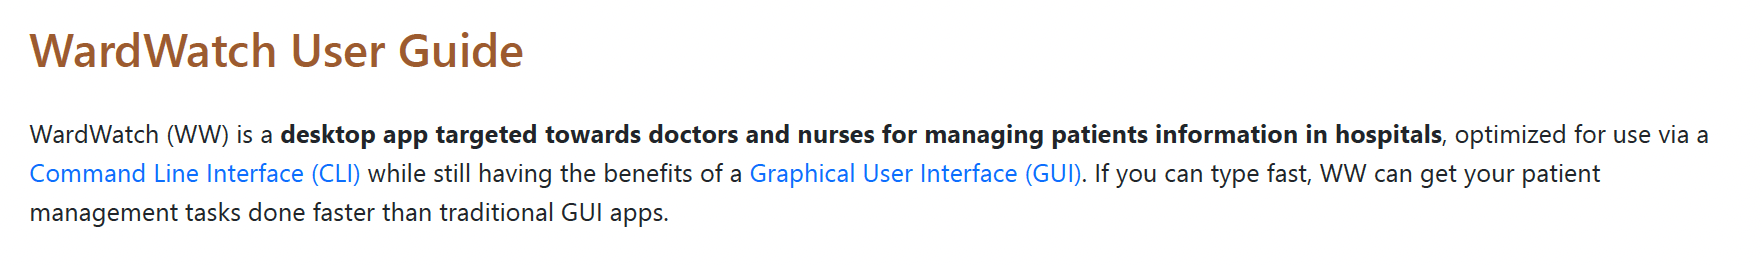 WardWatch User Guide
WardWatch (WW) is a desktop app targeted towards doctors and nurses for managing patients information in hospitals, optimized for use via a
Command Line Interface (CLI) while still having the benefits of a Graphical User Interface (GUI). If you can type fast, WW can get your patient
management tasks done faster than traditional GUI apps.